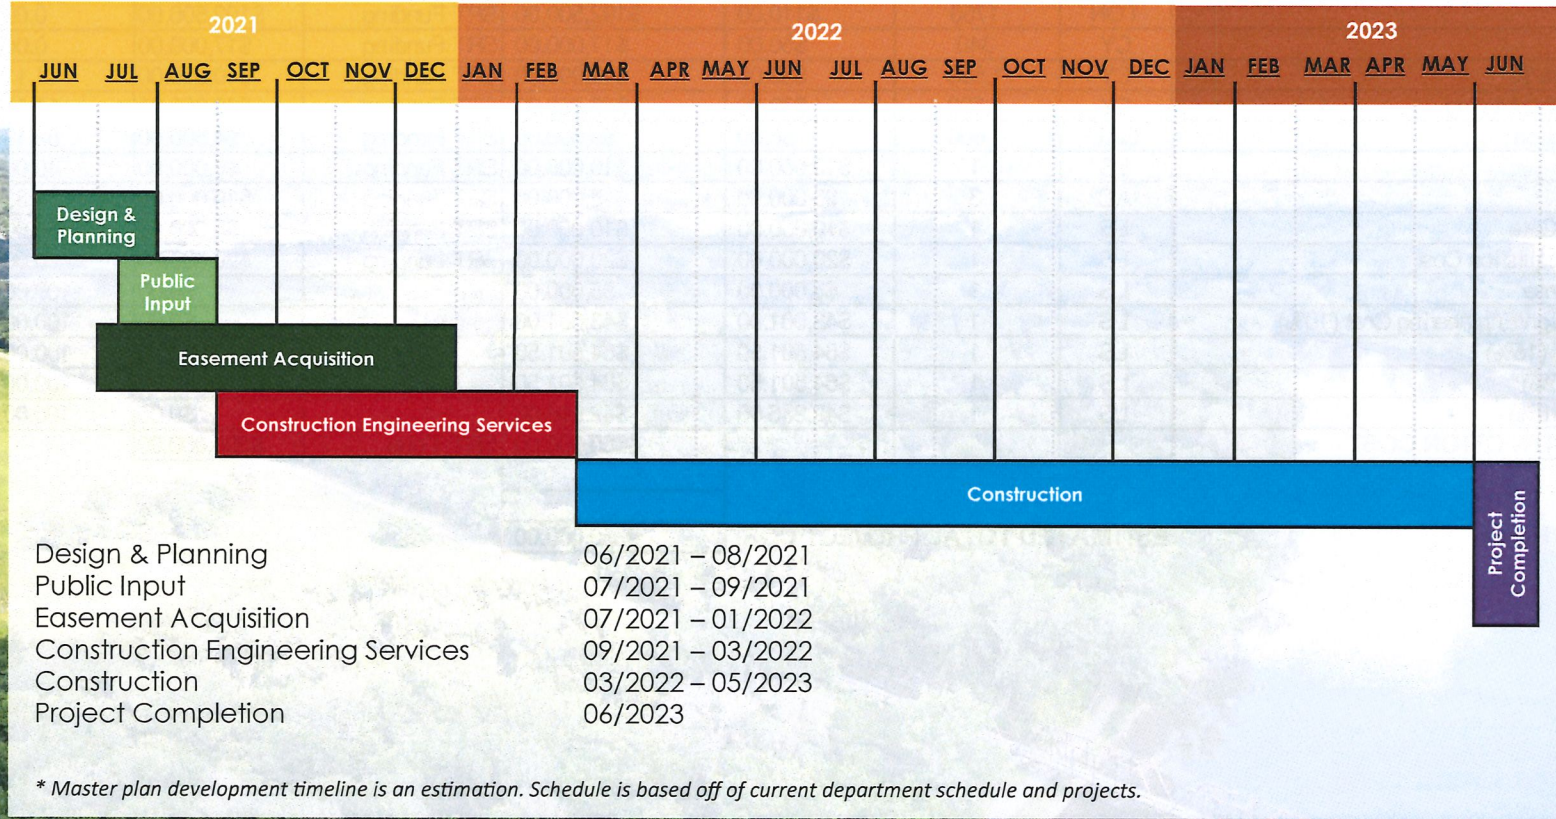 2021
2022
2023
JUN JUL AUG SEP OCT NOV DEC JAN FEB MAR APR MAY JUN JUL AUG SEP OCT NOV DEC JAN FEB MAR APR MAY JUN
Design &
Planning
Public
Input
Easement Acquisition
Construction Engineering Services
Construction
Project
Completion
Design & Planning 06/2021 – 08/2021
Public Input 07/2021 – 09/2021
Easement Acquisition 07/2021 – 01/2022
Construction Engineering Services 09/2021 – 03/2022
Construction 03/2022 – 05/2023
Project Completion 06/2023
* Master plan development timeline is an estimation. Schedule is based off of current department schedule and projects.